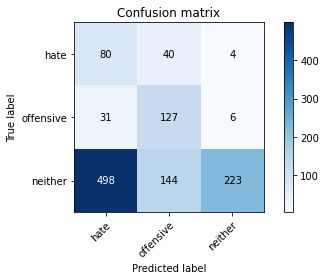 Confusion matrix
hate 80 40 4
offensive 31 127 6
neither 498 144 223
hate offensive neither
Predicted label
True label
400
300
200
100